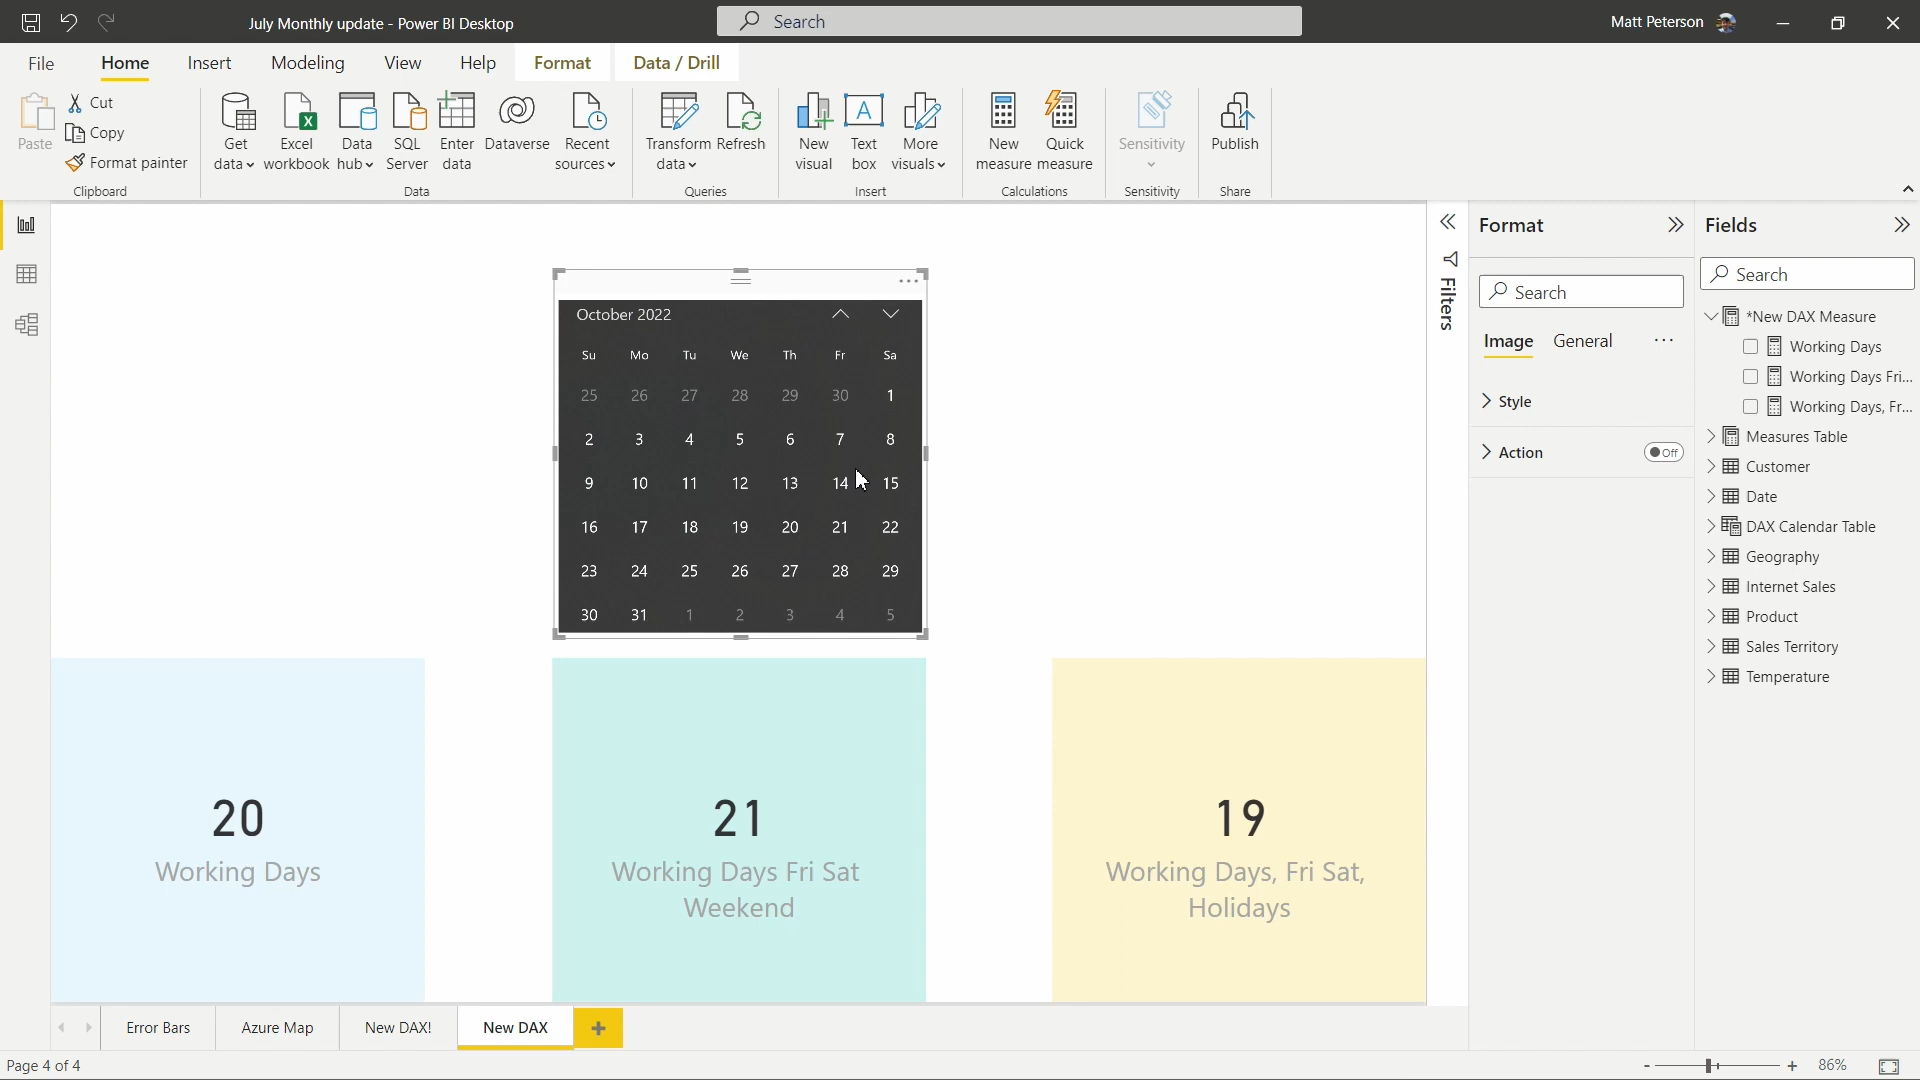 July Monthly update - Power BI Desktop
Search
Matt Peterson
File Home Insert Modeling View Help Format Data / Drill
Paste
Cut
Copy
Format painter
Get data
Excel workbook
Data hub
SQL Server
Enter data
Dataverse
Recent sources
Transform data
Refresh
New visual
Text box
More visuals
New measure
Quick measure
Sensitivity
Publish
Clipboard
Data
Queries
Insert
Calculations
Sensitivity
Share
October 2022
Su Mo Tu We Th Fr Sa
25 26 27 28 29 30 1
2 3 4 5 6 7 8
9 10 11 12 13 14 15
16 17 18 19 20 21 22
23 24 25 26 27 28 29
30 31 1 2 3 4 5
20
Working Days
21
Working Days Fri Sat
Weekend
19
Working Days, Fri Sat,
Holidays
Filters
Format
Search
Image General ...
Style
Action
Off
Fields
Search
*New DAX Measure
Working Days
Working Days Fri...
Working Days, Fr...
Measures Table
Customer
Date
DAX Calendar Table
Geography
Internet Sales
Product
Sales Territory
Temperature
Error Bars
Azure Map
New DAX!
New DAX
+
Page 4 of 4
- + 86%